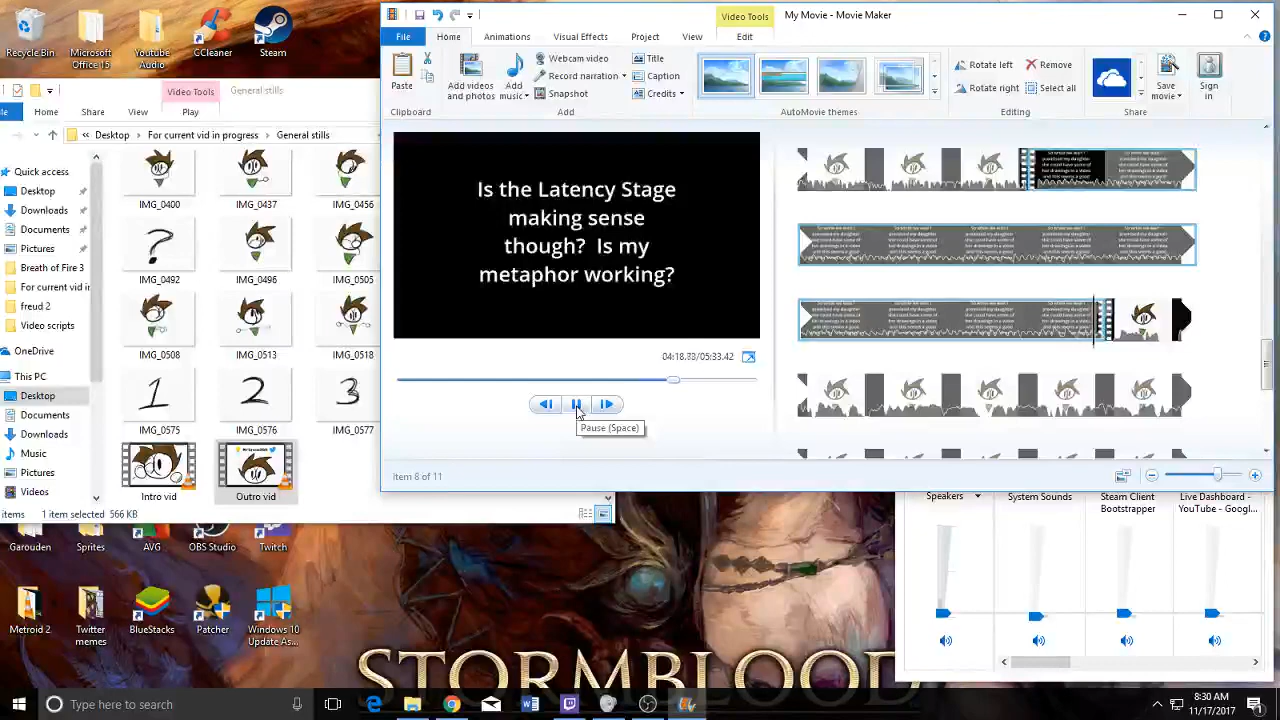 Recycle Bin
Microsoft Office 15
Youtube Audio
CCleaner
Steam
Video Tools
My Movie - Movie Maker
File
Home
Animations
Visual Effects
Project
View
Edit
Paste
Clipboard
Add videos and photos
Add music
Webcam video
Record narration
Snapshot
Title
Caption
Credits
Add
AutoMovie themes
Rotate left
Rotate right
Remove
Select all
Editing
Share
Save movie
Sign in
Video Tools
General stills
Home
Share
View
Play
Desktop
For current vid in progress
General stills
Quick access
Desktop
Downloads
Documents
Pictures
Breath of Fire 3
For current vid ir
freud 2
Video scripts
OneDrive
This PC
Desktop
Documents
Downloads
Music
Pictures
Videos
IMG_0400
IMG_0437
IMG_0456
IMG_0492
IMG_0495
IMG_0505
IMG_0508
IMG_0513
IMG_0518
1
2
3
IMG_0575
IMG_0576
IMG_0577
Intro vid
Outro vid
items
1 item selected 566 KB
Is the Latency Stage
making sense
though? Is my
metaphor working?
Pause (Space)
Item 8 of 11
Speakers
System Sounds
Steam Client Bootstrapper
Live Dashboard - YouTube - Googl...
Garouden
Sprites
AVG
OBS Studio
Twitch
Metroid 2
Twitter memes
BlueStacks
Patcher
Windows 10 Update As...
STORMBLOOD
Type here to search
8:30 AM
11/17/2017